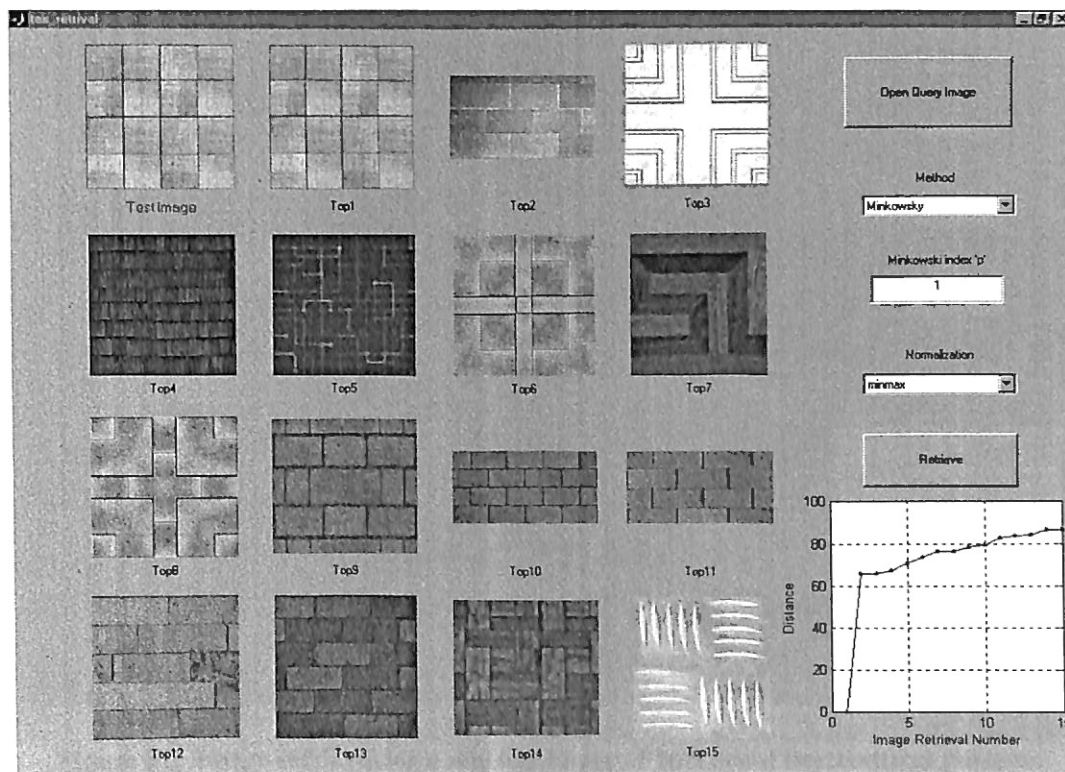 tex_retrival
Test Image
Top1
Top2
Top3
Top4
Top5
Top6
Top7
Top8
Top9
Top10
Top11
Top12
Top13
Top14
Top15
Open Query Image
Method
Minkowsky
Minkowski index 'p'
1
Normalization
minmax
Retrieve
100
80
60
40
20
0
0
5
10
15
Distance
Image Retrieval Number